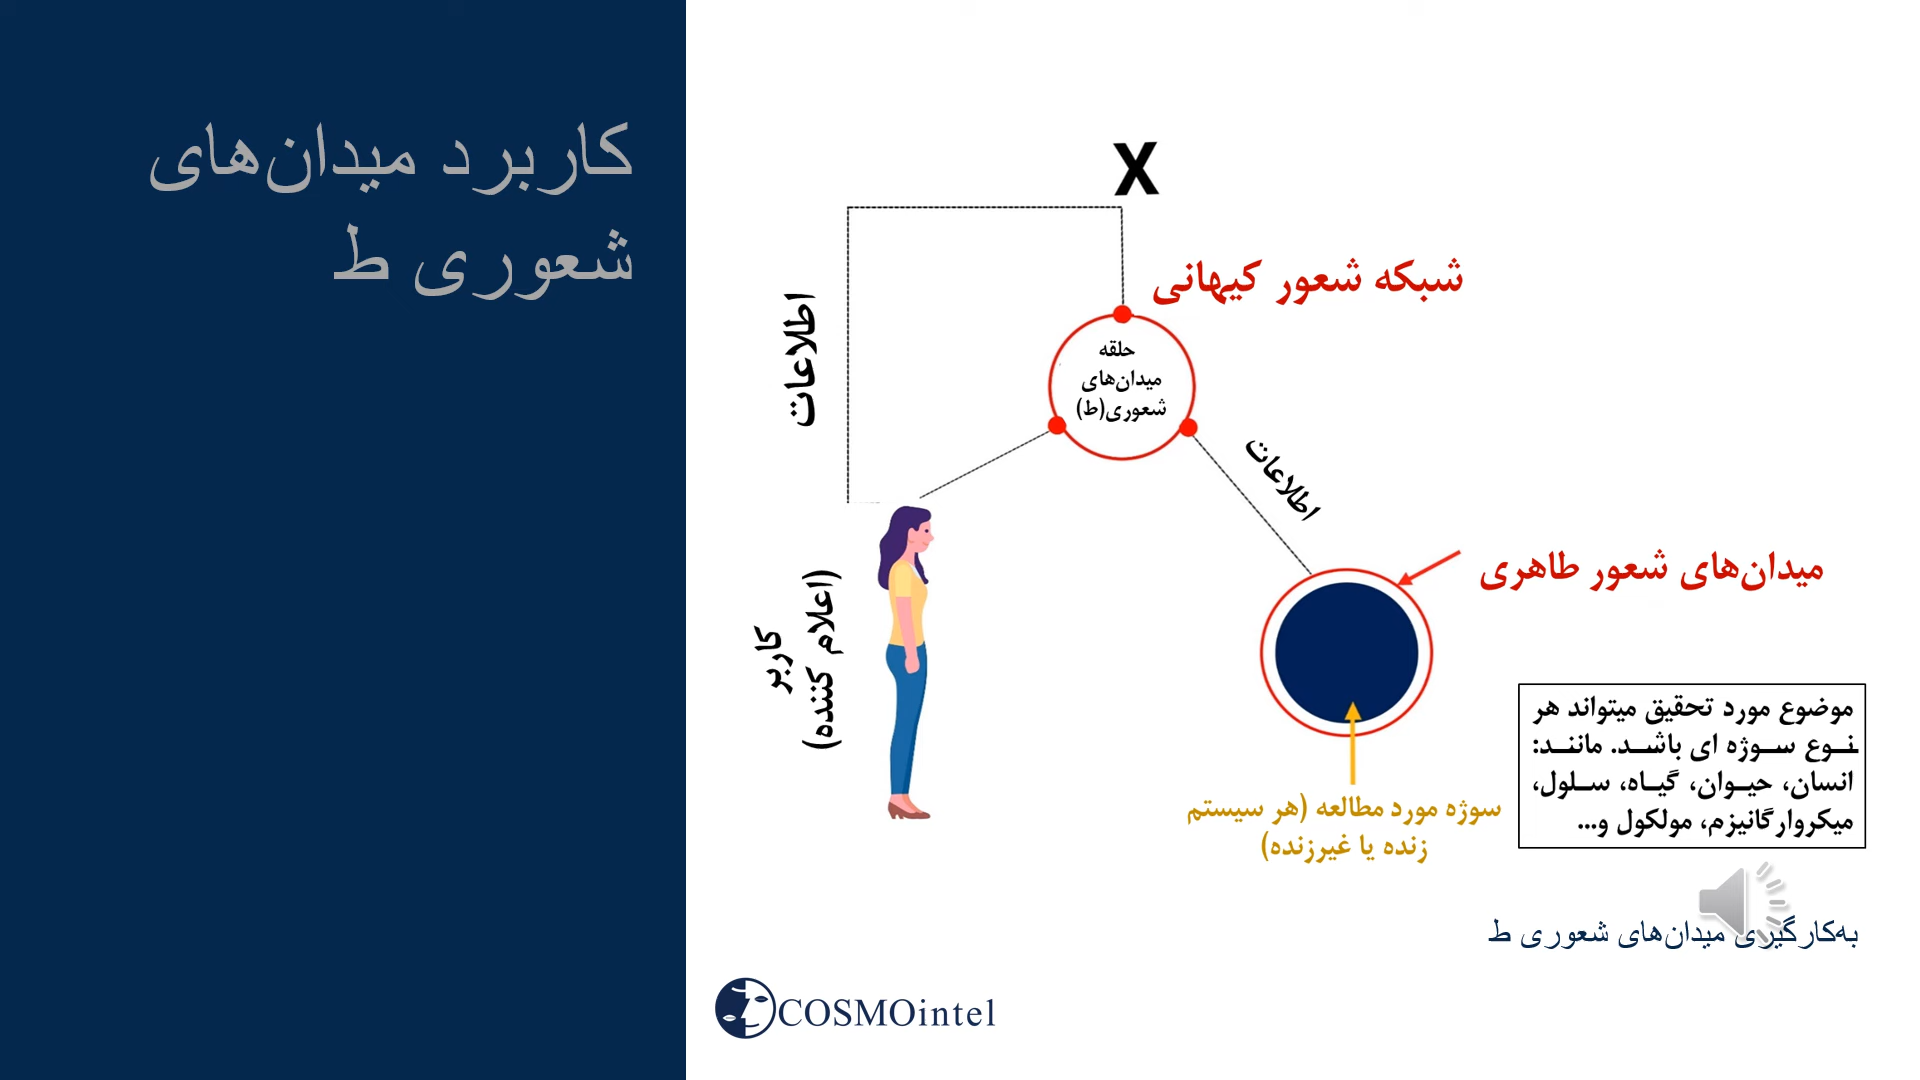 کاربرد میدان‌های
شعوری ط
X
شبکه شعور کیهانی
حلقه
میدان‌های
شعوری(ط)
اطلاعات
اطلاعات
کاربر
(اعلام کننده)
میدان‌های شعور طاهری
موضوع مورد تحقیق میتواند هر
نوع سوژه ای باشد. مانند:
انسان، حیوان، گیاه، سلول،
میکروارگانیزم، مولکول و...
سوژه مورد مطالعه (هر سیستم
زنده یا غیرزنده)
به‌کارگیری میدان‌های شعوری ط
COSMOintel